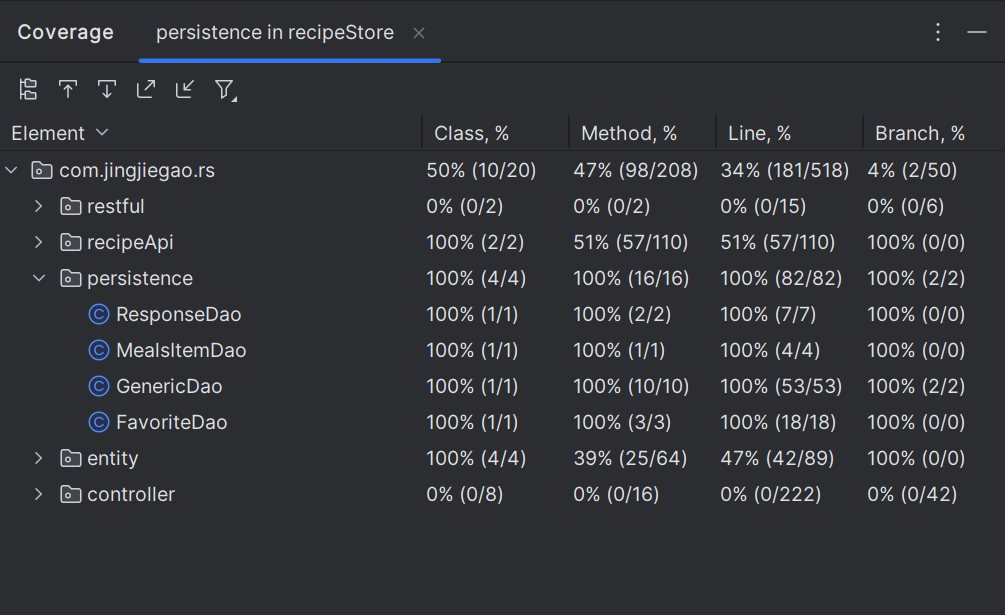 Coverage persistence in recipeStore
Element Class, % Method, % Line, % Branch, %
com.jingjiegao.rs 50% (10/20) 47% (98/208) 34% (181/518) 4% (2/50)
restful 0% (0/2) 0% (0/2) 0% (0/15) 0% (0/6)
recipeApi 100% (2/2) 51% (57/110) 51% (57/110) 100% (0/0)
persistence 100% (4/4) 100% (16/16) 100% (82/82) 100% (2/2)
ResponseDao 100% (1/1) 100% (2/2) 100% (7/7) 100% (0/0)
MealsItemDao 100% (1/1) 100% (1/1) 100% (4/4) 100% (0/0)
GenericDao 100% (1/1) 100% (10/10) 100% (53/53) 100% (2/2)
FavoriteDao 100% (1/1) 100% (3/3) 100% (18/18) 100% (0/0)
entity 100% (4/4) 39% (25/64) 47% (42/89) 100% (0/0)
controller 0% (0/8) 0% (0/16) 0% (0/222) 0% (0/42)